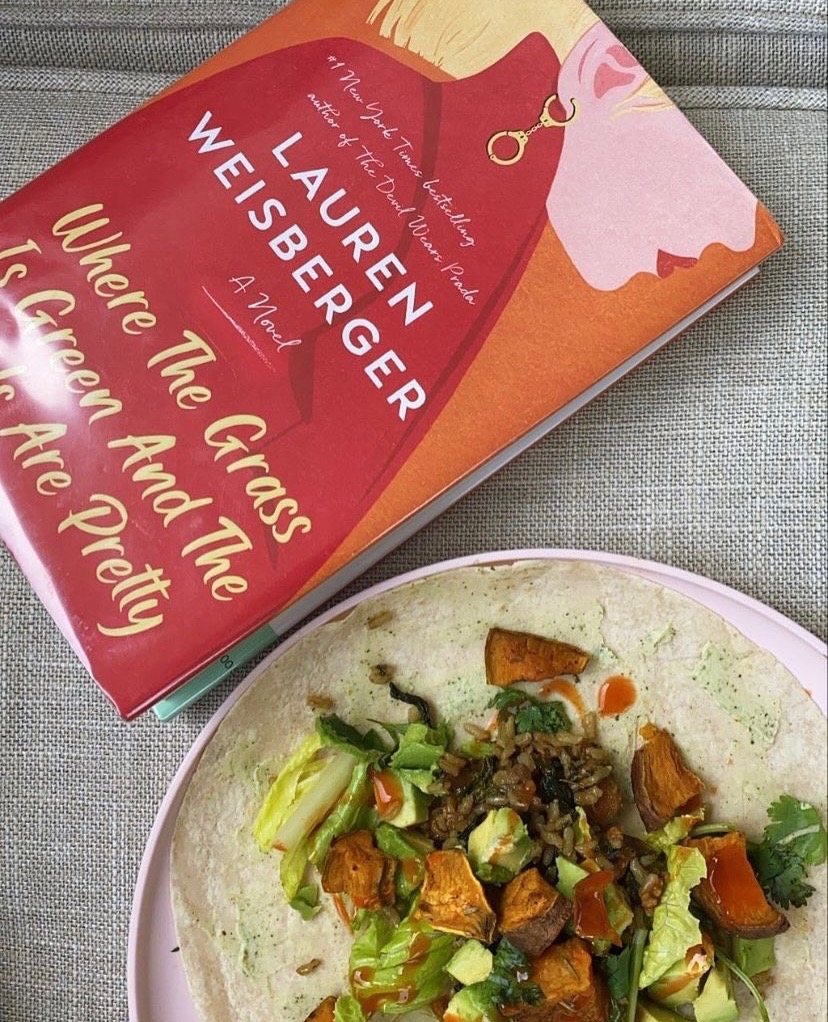 #1 New York Times bestselling
author of The Devil Wears Prada
LAUREN
WEISBERGER
A Novel
Where The Grass
Is Green And The
Are Pretty
00